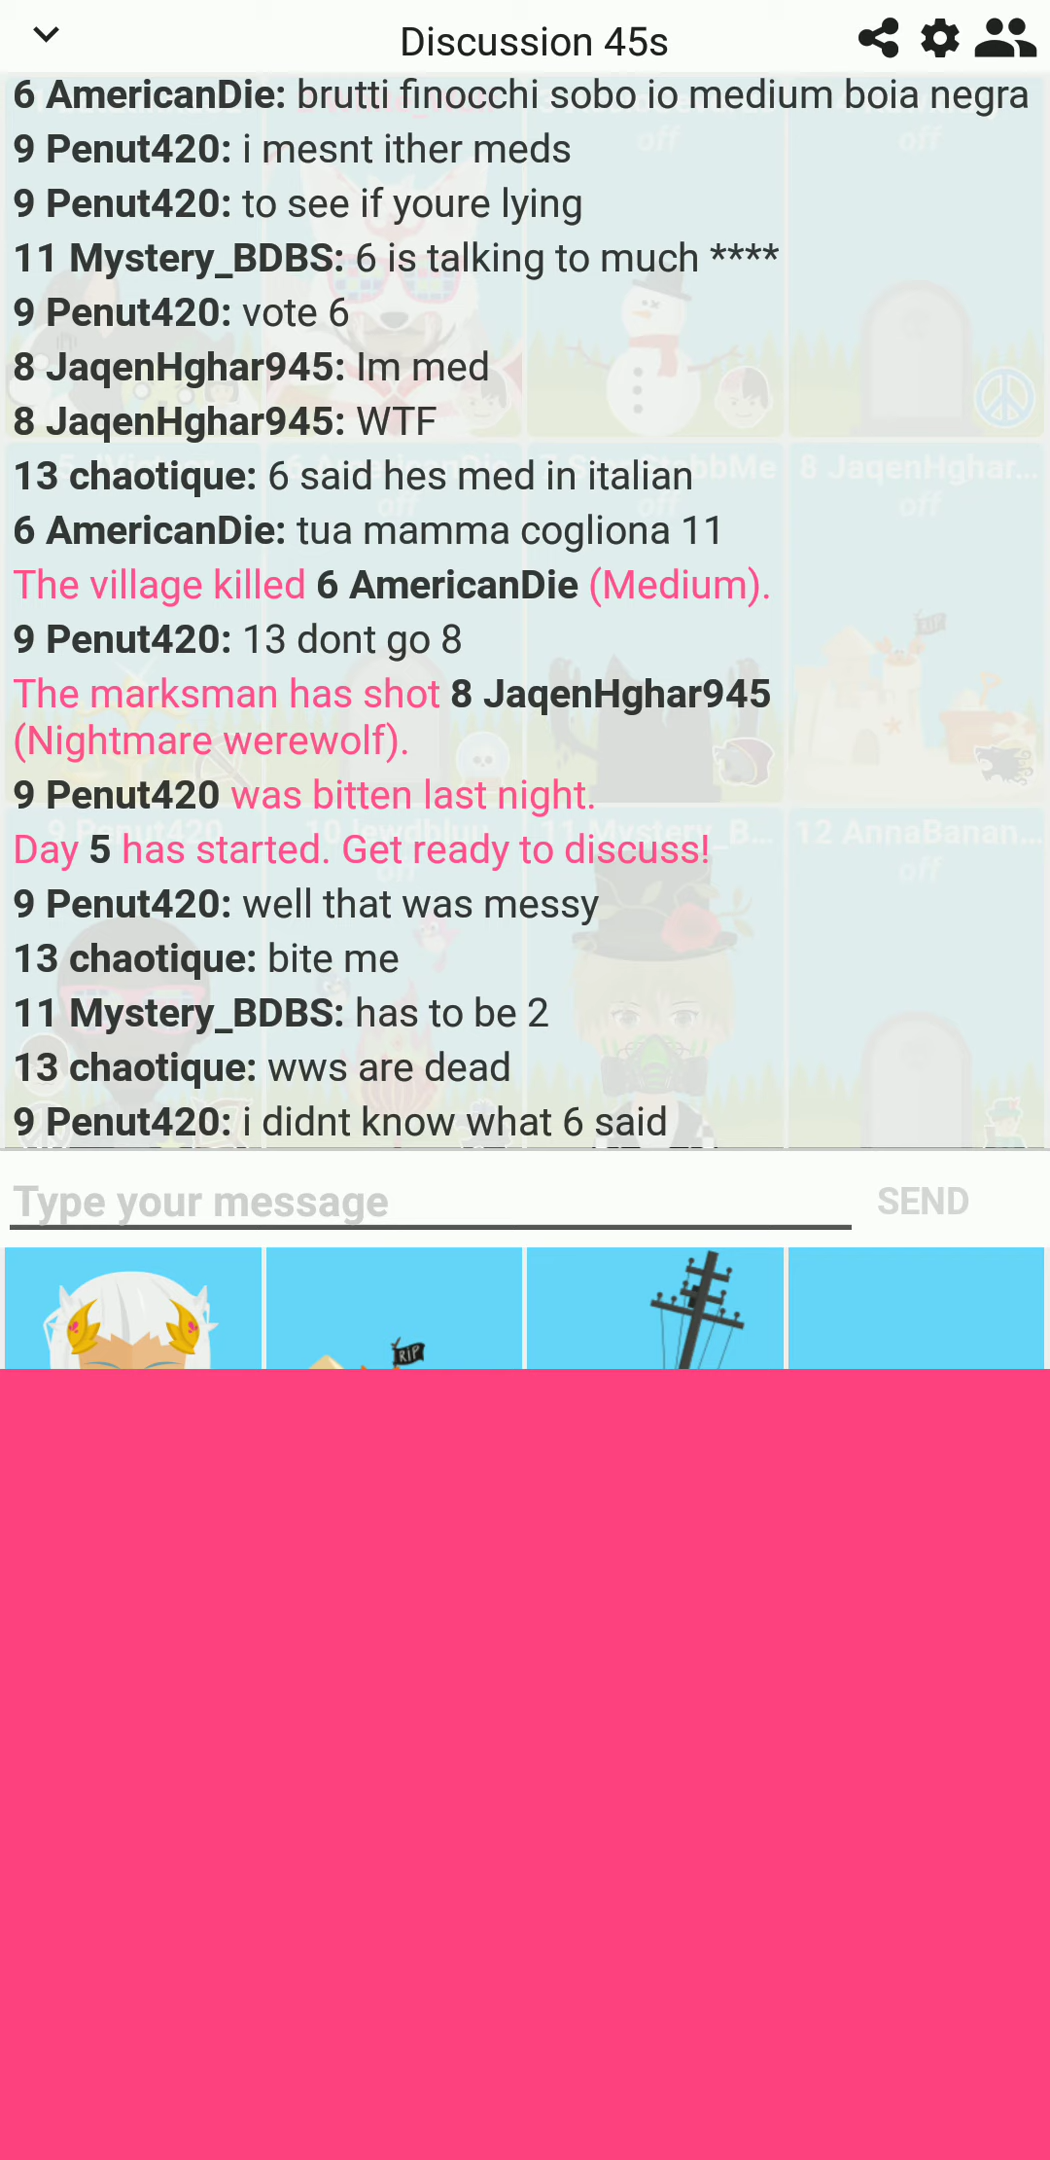 Discussion 45s
6 AmericanDie: brutti finocchi sobo io medium boia negra
9 Penut420: i mesnt ither meds
9 Penut420: to see if youre lying
11 Mystery_BDBS: 6 is talking to much ****
9 Penut420: vote 6
8 JaqenHghar945: Im med
8 JaqenHghar945: WTF
13 chaotique: 6 said hes med in italian
6 AmericanDie: tua mamma cogliona 11
The village killed 6 AmericanDie (Medium).
9 Penut420: 13 dont go 8
The marksman has shot 8 JaqenHghar945
(Nightmare werewolf).
9 Penut420 was bitten last night.
Day 5 has started. Get ready to discuss!
9 Penut420: well that was messy
13 chaotique: bite me
11 Mystery_BDBS: has to be 2
13 chaotique: wws are dead
9 Penut420: i didnt know what 6 said
Type your message
SEND
RIP